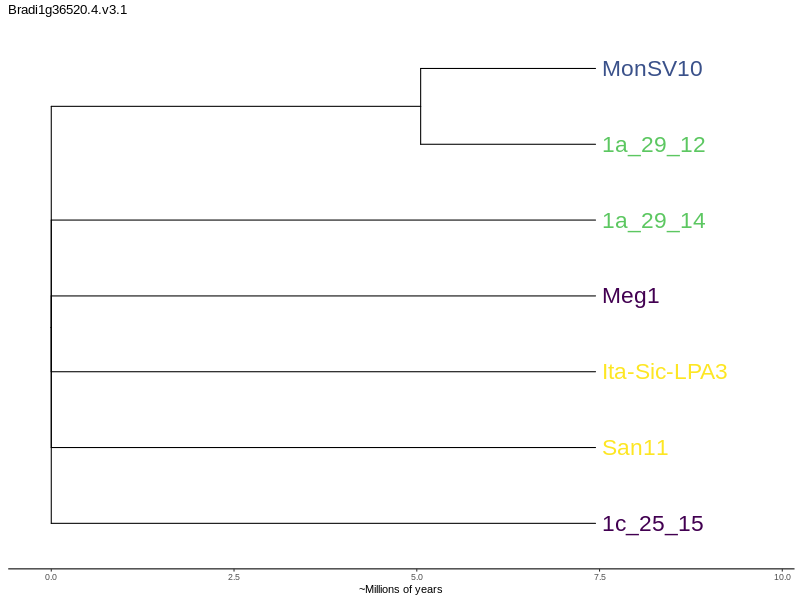 Bradi1g36520.4.v3.1
MonSV10
1a_29_12
1a_29_14
Meg1
Ita-Sic-LPA3
San11
1c_25_15
0.0 2.5 5.0 7.5 10.0
~Millions of years